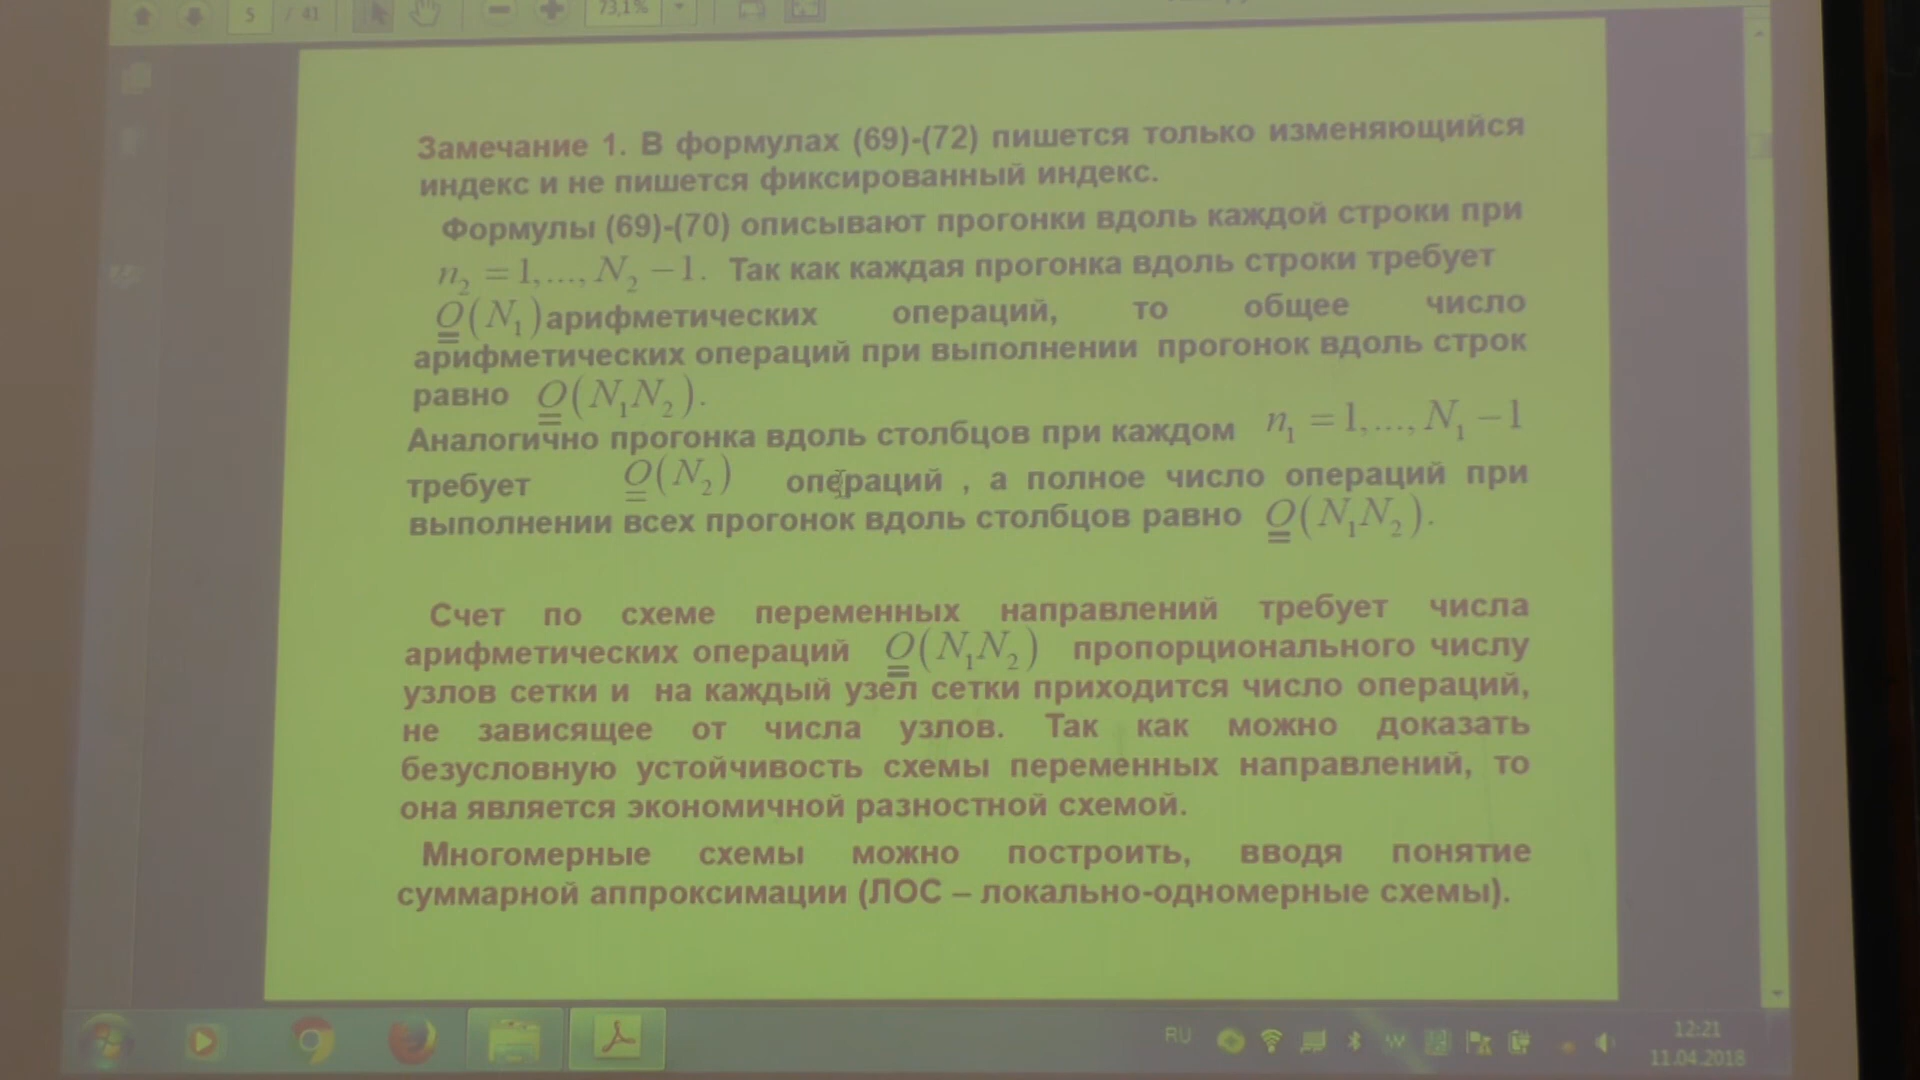 5 / 41 73,1%
Замечание 1. В формулах (69)-(72) пишется только изменяющийся
индекс и не пишется фиксированный индекс.
Формулы (69)-(70) описывают прогонки вдоль каждой строки при
n₂ = 1,..., N₂ − 1. Так как каждая прогонка вдоль строки требует
O(N₁) арифметических операций, то общее число
арифметических операций при выполнении прогонок вдоль строк
равно O(N₁N₂).
Аналогично прогонка вдоль столбцов при каждом n₁ = 1,..., N₁ − 1
требует O(N₂) операций , а полное число операций при
выполнении всех прогонок вдоль столбцов равно O(N₁N₂).
Счет по схеме переменных направлений требует числа
арифметических операций O(N₁N₂) пропорционального числу
узлов сетки и на каждый узел сетки приходится число операций,
не зависящее от числа узлов. Так как можно доказать
безусловную устойчивость схемы переменных направлений, то
она является экономичной разностной схемой.
Многомерные схемы можно построить, вводя понятие
суммарной аппроксимации (ЛОС – локально-одномерные схемы).
RU 12:21
11.04.2018